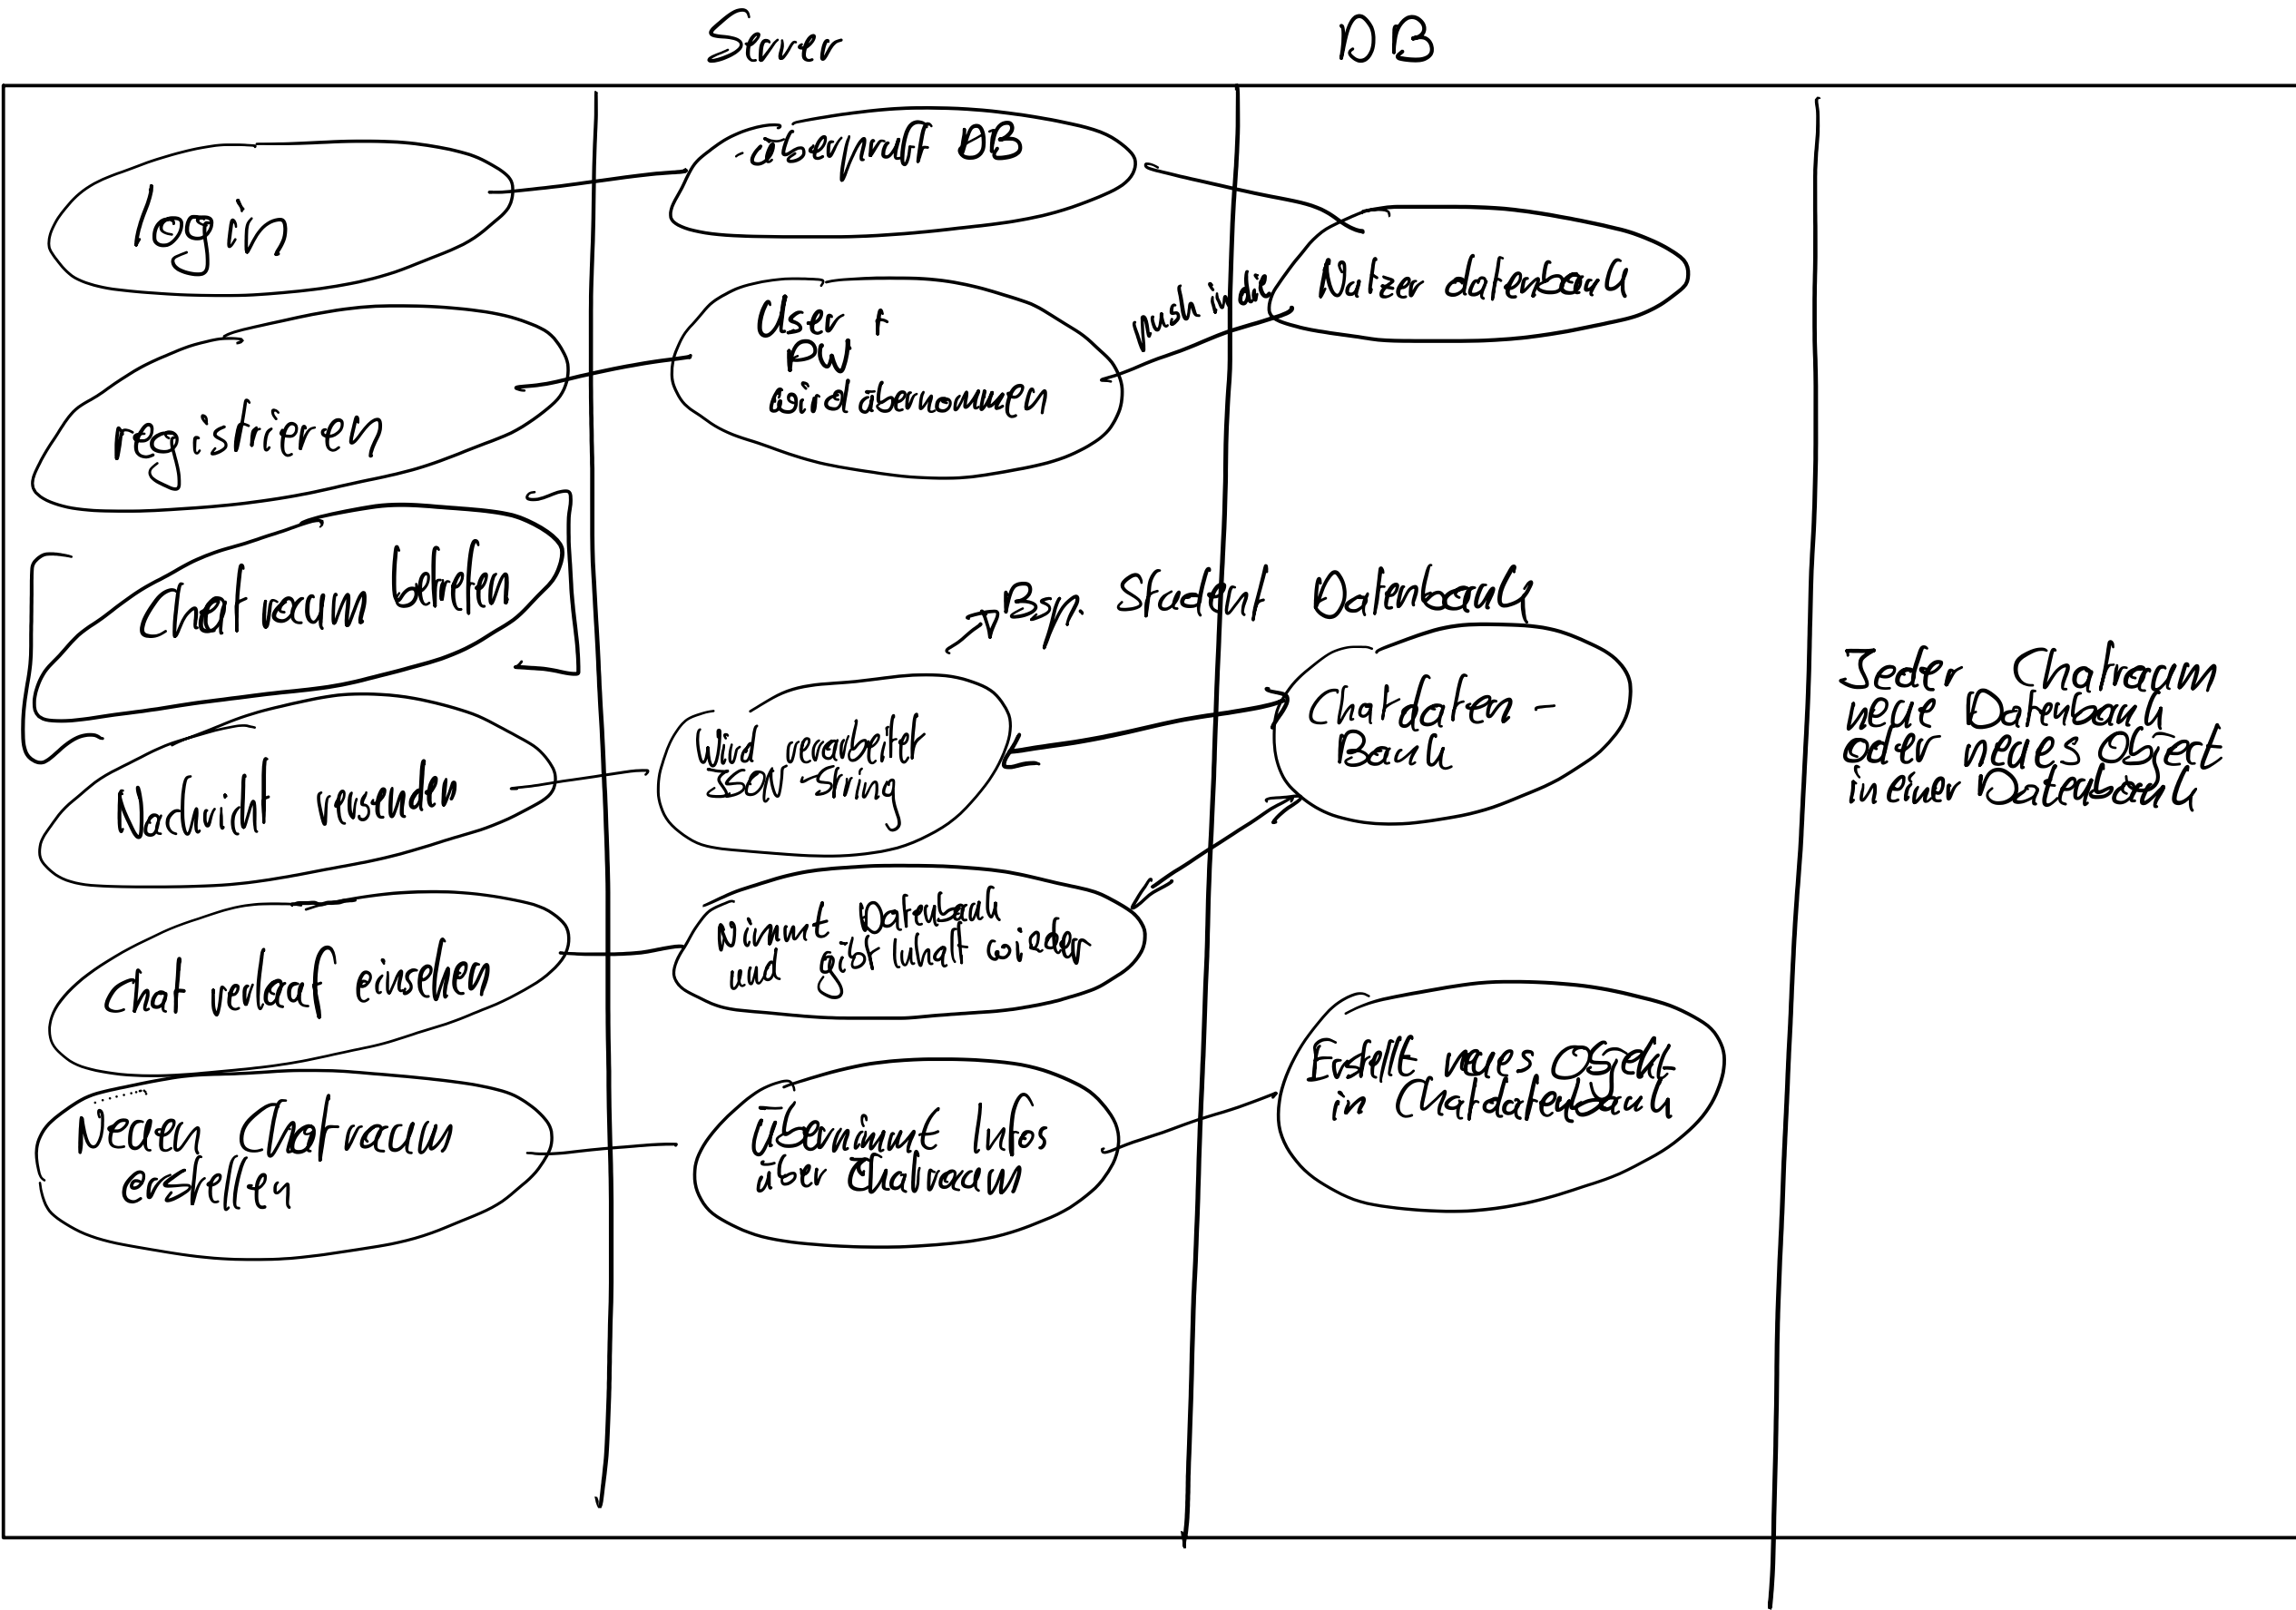 Server
DB
login
- überprüft DB
Nutzer datenbank
push in die
User +
PW
wird übernommen
registrieren
Chatraum betreten
Bsp. Student Datenbank
Nachricht versenden
Wird verarbeitet
JSON-String
Chatdaten-
Bank
Jeder Chatraum
neue Datenbank
oder neues Object
in einer Datenbank
Chat verlauf einsehen
Nimmt Datenbank
und gibt Inhalt wieder
Neuen Chatraum
erstellen
Übernimmt Infos
über Chatraum
Erstellt neues Objekt
in Chatdatenbank